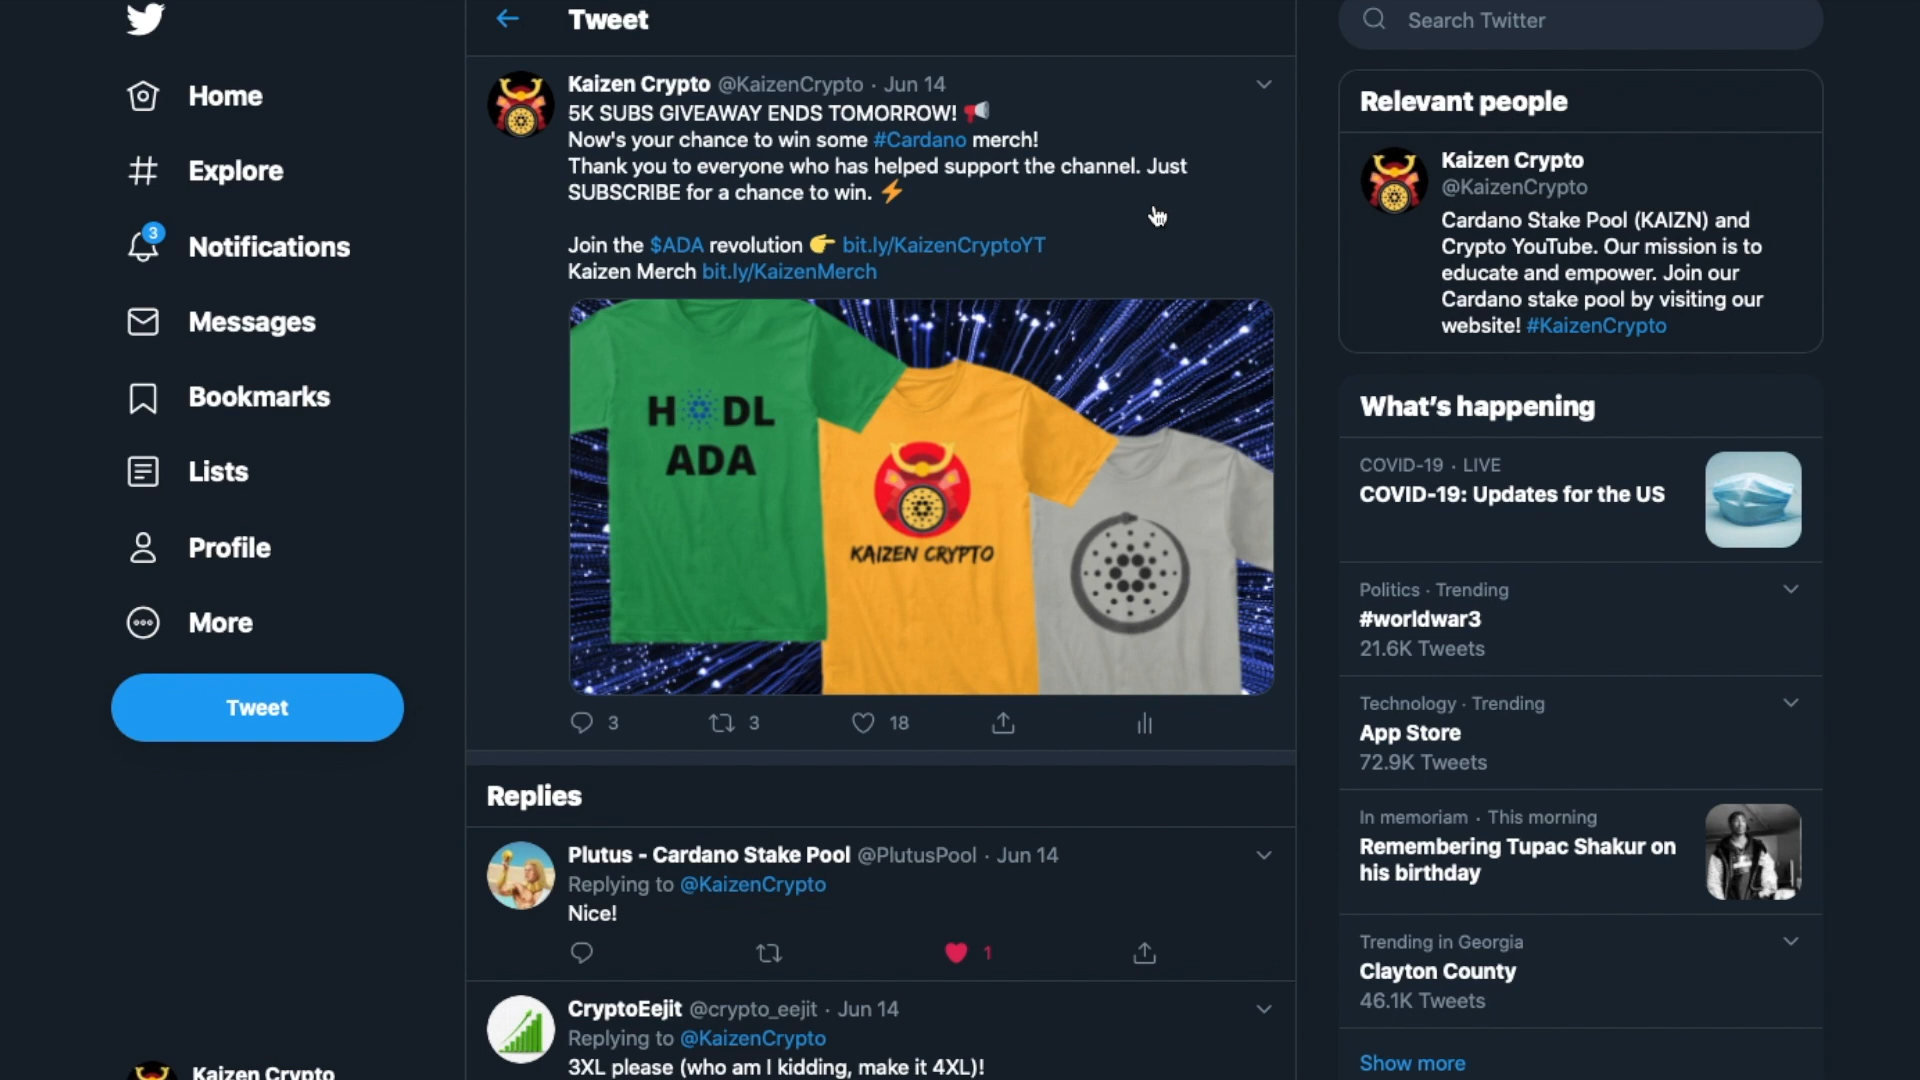 Home
Explore
3
Notifications
Messages
Bookmarks
Lists
Profile
More
Tweet
Kaizen Crypto
Tweet
Kaizen Crypto @KaizenCrypto · Jun 14
5K SUBS GIVEAWAY ENDS TOMORROW! 📢
Now's your chance to win some #Cardano merch!
Thank you to everyone who has helped support the channel. Just
SUBSCRIBE for a chance to win. ⚡
Join the $ADA revolution 👉 bit.ly/KaizenCryptoYT
Kaizen Merch bit.ly/KaizenMerch
HODL
ADA
KAIZEN CRYPTO
3 3 18
Replies
Plutus - Cardano Stake Pool @PlutusPool · Jun 14
Replying to @KaizenCrypto
Nice!
1
CryptoEejit @crypto_eejit · Jun 14
Replying to @KaizenCrypto
3XL please (who am I kidding, make it 4XL)!
Search Twitter
Relevant people
Kaizen Crypto
@KaizenCrypto
Cardano Stake Pool (KAIZN) and
Crypto YouTube. Our mission is to
educate and empower. Join our
Cardano stake pool by visiting our
website! #KaizenCrypto
What's happening
COVID-19 · LIVE
COVID-19: Updates for the US
Politics · Trending
#worldwar3
21.6K Tweets
Technology · Trending
App Store
72.9K Tweets
In memoriam · This morning
Remembering Tupac Shakur on
his birthday
Trending in Georgia
Clayton County
46.1K Tweets
Show more